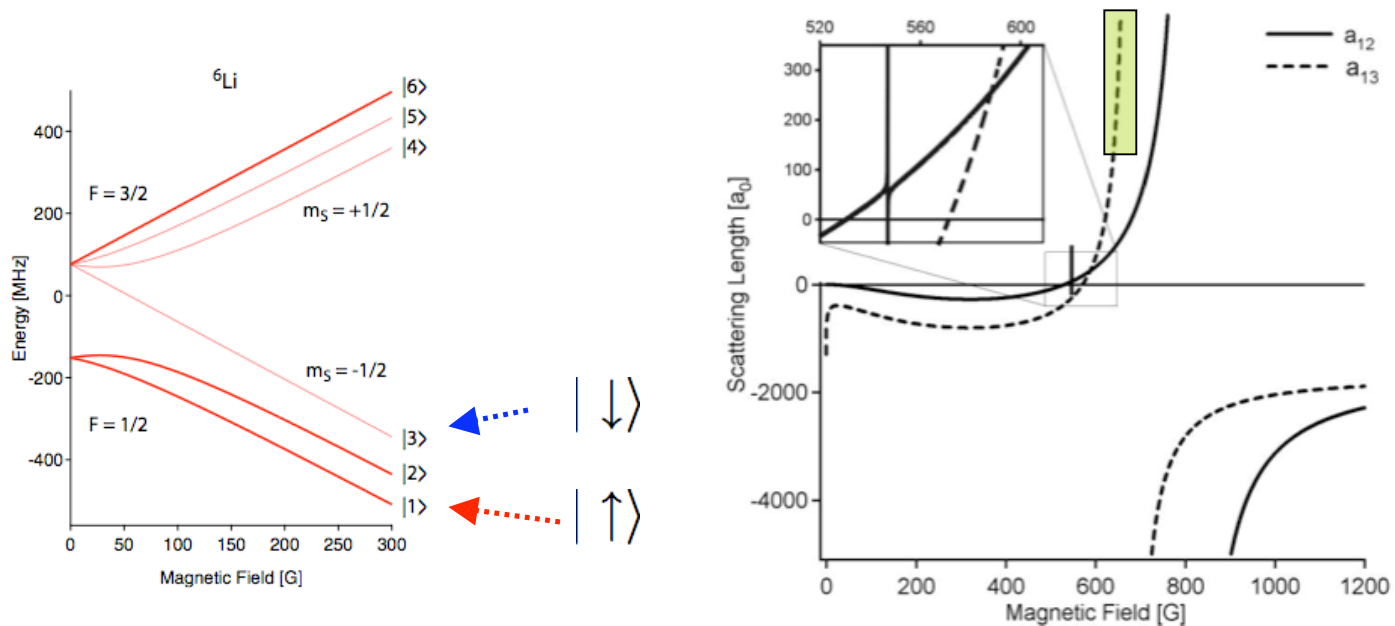 ⁶Li
Energy [MHz]
400
200
0
-200
-400
F = 3/2
m_S = +1/2
m_S = -1/2
F = 1/2
|6>
|5>
|4>
|3>
|2>
|1>
0 50 100 150 200 250 300
Magnetic Field [G]
| ↓⟩
| ↑⟩
520 560 600
300
200
100
0
a₁₂
a₁₃
Scattering Length [a₀]
0
-2000
-4000
0 200 400 600 800 1000 1200
Magnetic Field [G]